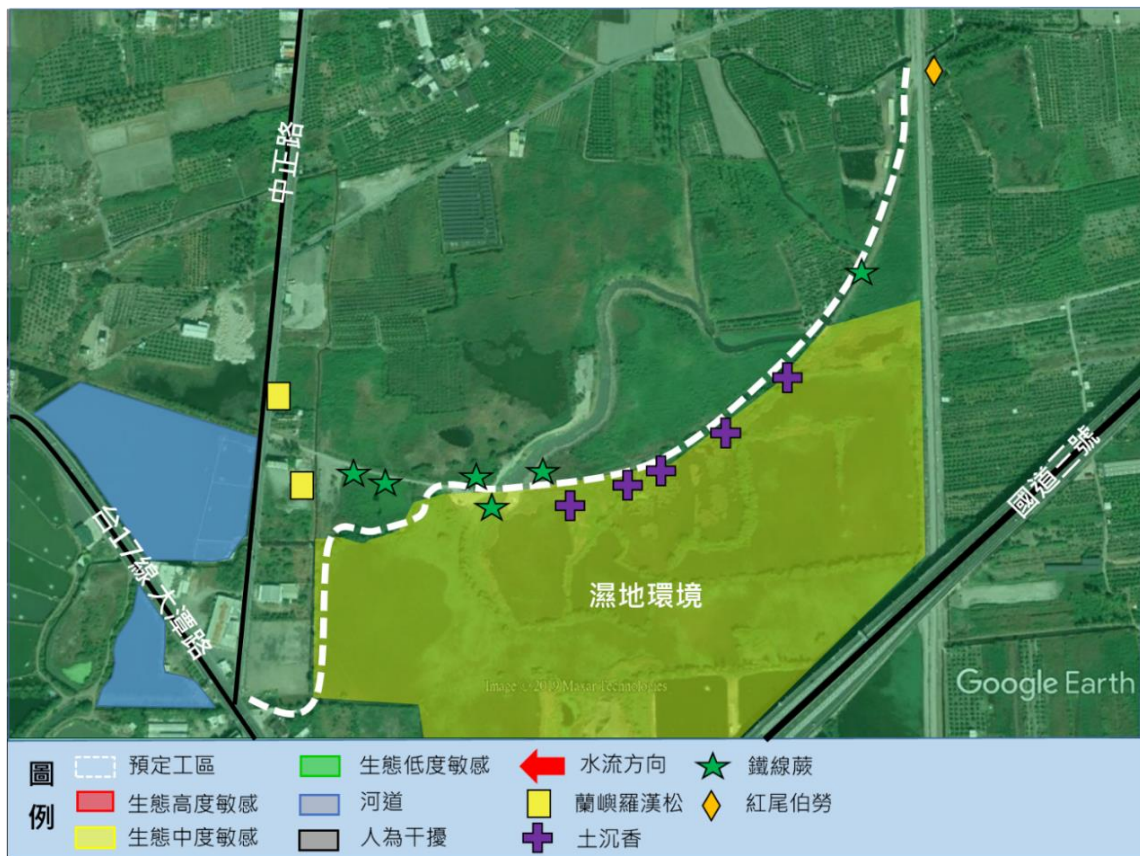 中正路
台17線 大潭路
國道二號
濕地環境
Google Earth
圖例
預定工區
生態低度敏感
水流方向
鐵線蕨
生態高度敏感
河道
蘭嶼羅漢松
紅尾伯勞
生態中度敏感
人為干擾
土沉香